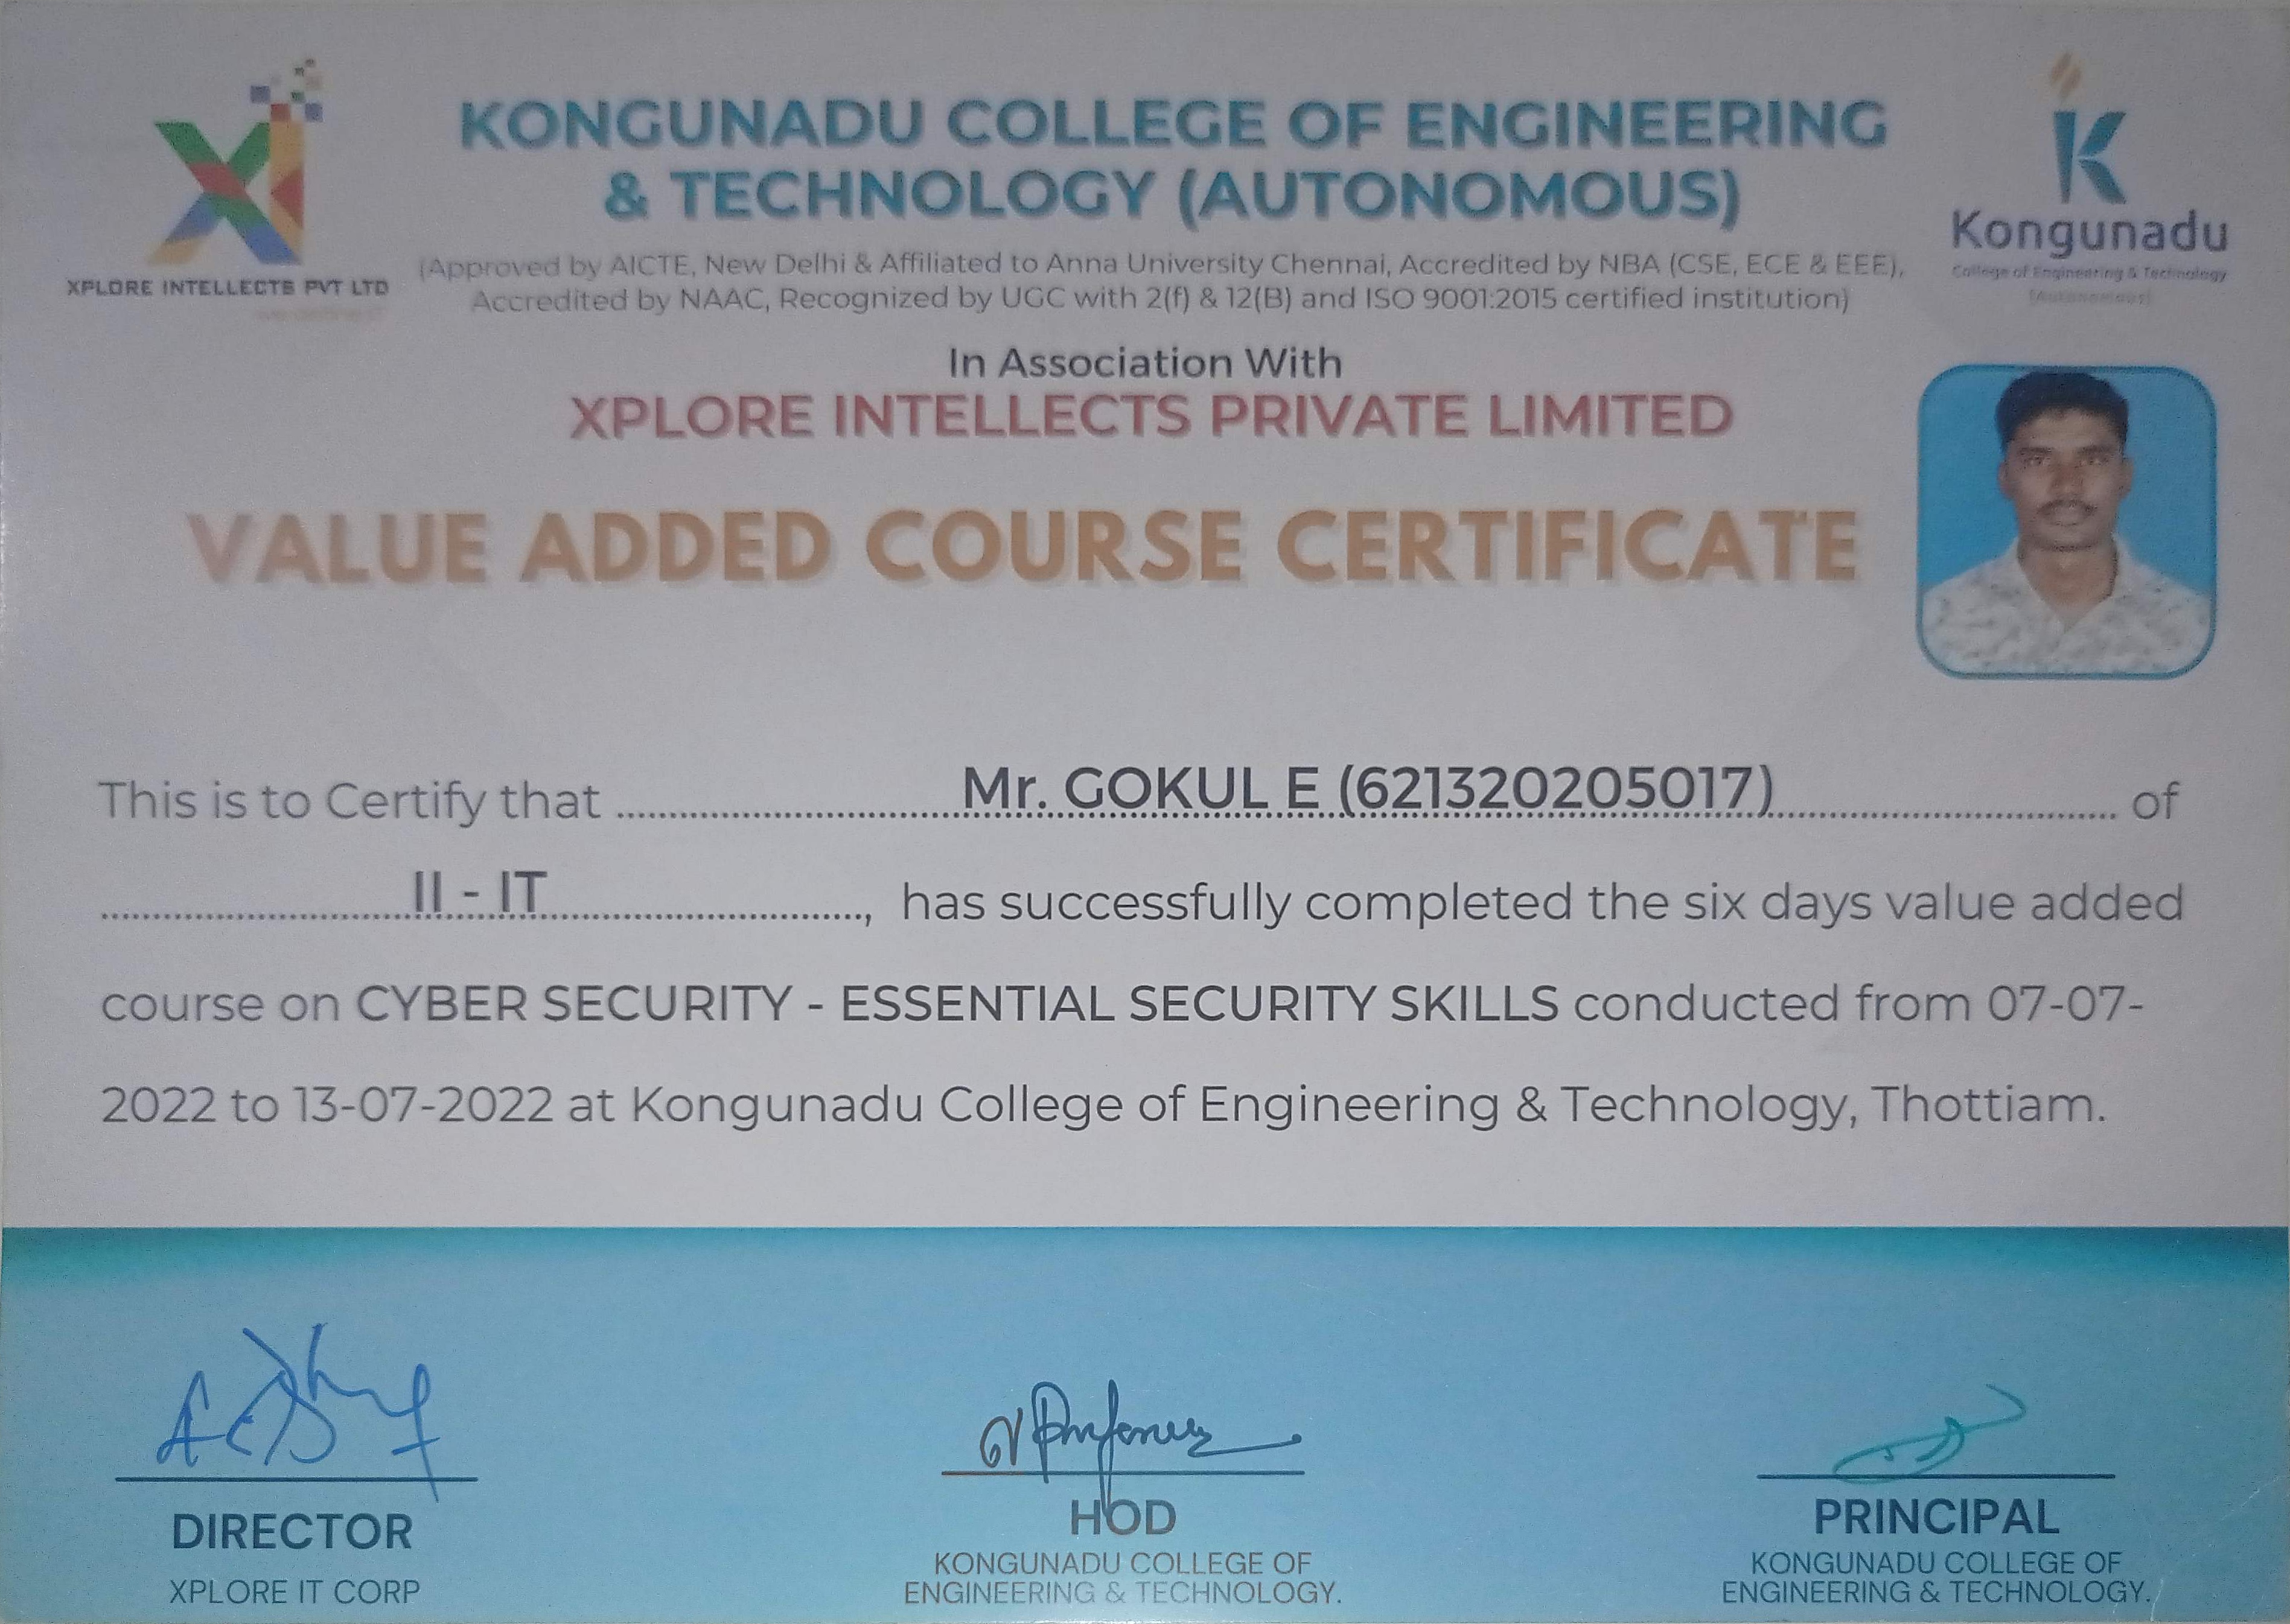 XPLORE INTELLECTS PVT LTD
KONGUNADU COLLEGE OF ENGINEERING
& TECHNOLOGY (AUTONOMOUS)
(Approved by AICTE, New Delhi & Affiliated to Anna University Chennai, Accredited by NBA (CSE, ECE & EEE),
Accredited by NAAC, Recognized by UGC with 2(f) & 12(B) and ISO 9001:2015 certified institution)
Kongunadu
College of Engineering & Technology
(Autonomous)
In Association With
XPLORE INTELLECTS PRIVATE LIMITED
VALUE ADDED COURSE CERTIFICATE
This is to Certify that Mr. GOKUL E (621320205017) of
II - IT, has successfully completed the six days value added
course on CYBER SECURITY - ESSENTIAL SECURITY SKILLS conducted from 07-07-
2022 to 13-07-2022 at Kongunadu College of Engineering & Technology, Thottiam.
DIRECTOR
XPLORE IT CORP
HOD
KONGUNADU COLLEGE OF
ENGINEERING & TECHNOLOGY.
PRINCIPAL
KONGUNADU COLLEGE OF
ENGINEERING & TECHNOLOGY.